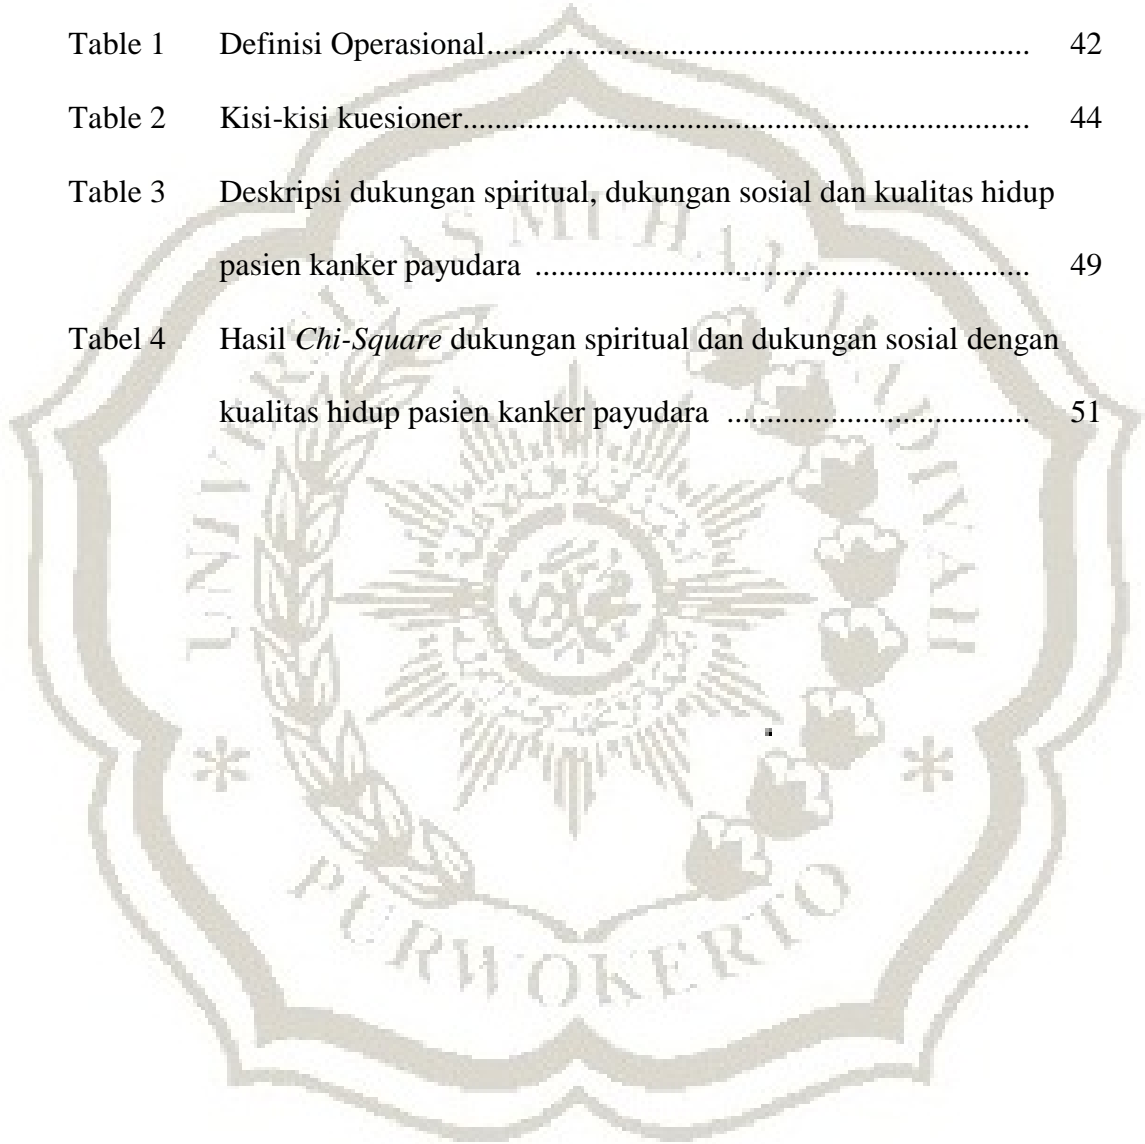 Table 1 Definisi Operasional.......................................................... 42
Table 2 Kisi-kisi kuesioner............................................................. 44
Table 3 Deskripsi dukungan spiritual, dukungan sosial dan kualitas hidup
pasien kanker payudara ............................................................. 49
Tabel 4 Hasil Chi-Square dukungan spiritual dan dukungan sosial dengan
kualitas hidup pasien kanker payudara ..................................... 51
UNIVERSITAS MUHAMMADIYAH
PURWOKERTO